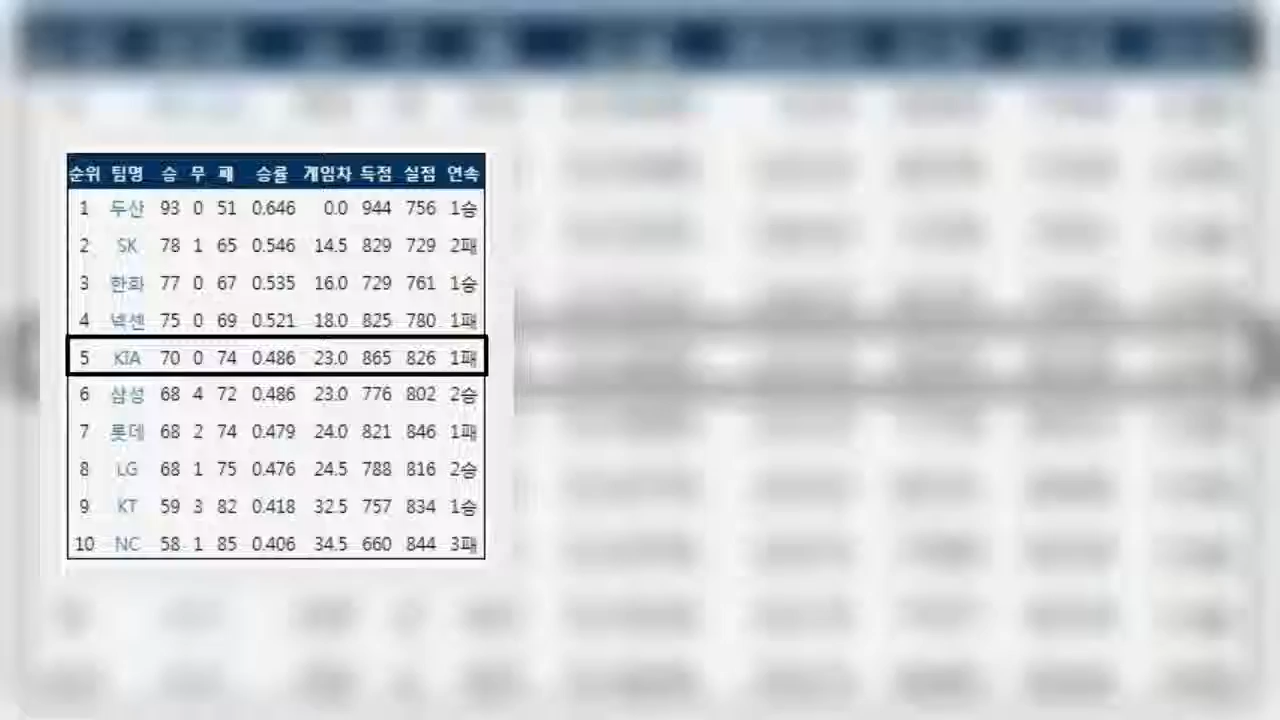 순위 팀명 승 무 패 승률 게임차 득점 실점 연속
1 두산 93 0 51 0.646 0.0 944 756 1승
2 SK 78 1 65 0.546 14.5 829 729 2패
3 한화 77 0 67 0.535 16.0 729 761 1승
4 넥센 75 0 69 0.521 18.0 825 780 1패
5 KIA 70 0 74 0.486 23.0 865 826 1패
6 삼성 68 4 72 0.486 23.0 776 802 2승
7 롯데 68 2 74 0.479 24.0 821 846 1패
8 LG 68 1 75 0.476 24.5 788 816 2승
9 KT 59 3 82 0.418 32.5 757 834 1승
10 NC 58 1 85 0.406 34.5 660 844 3패